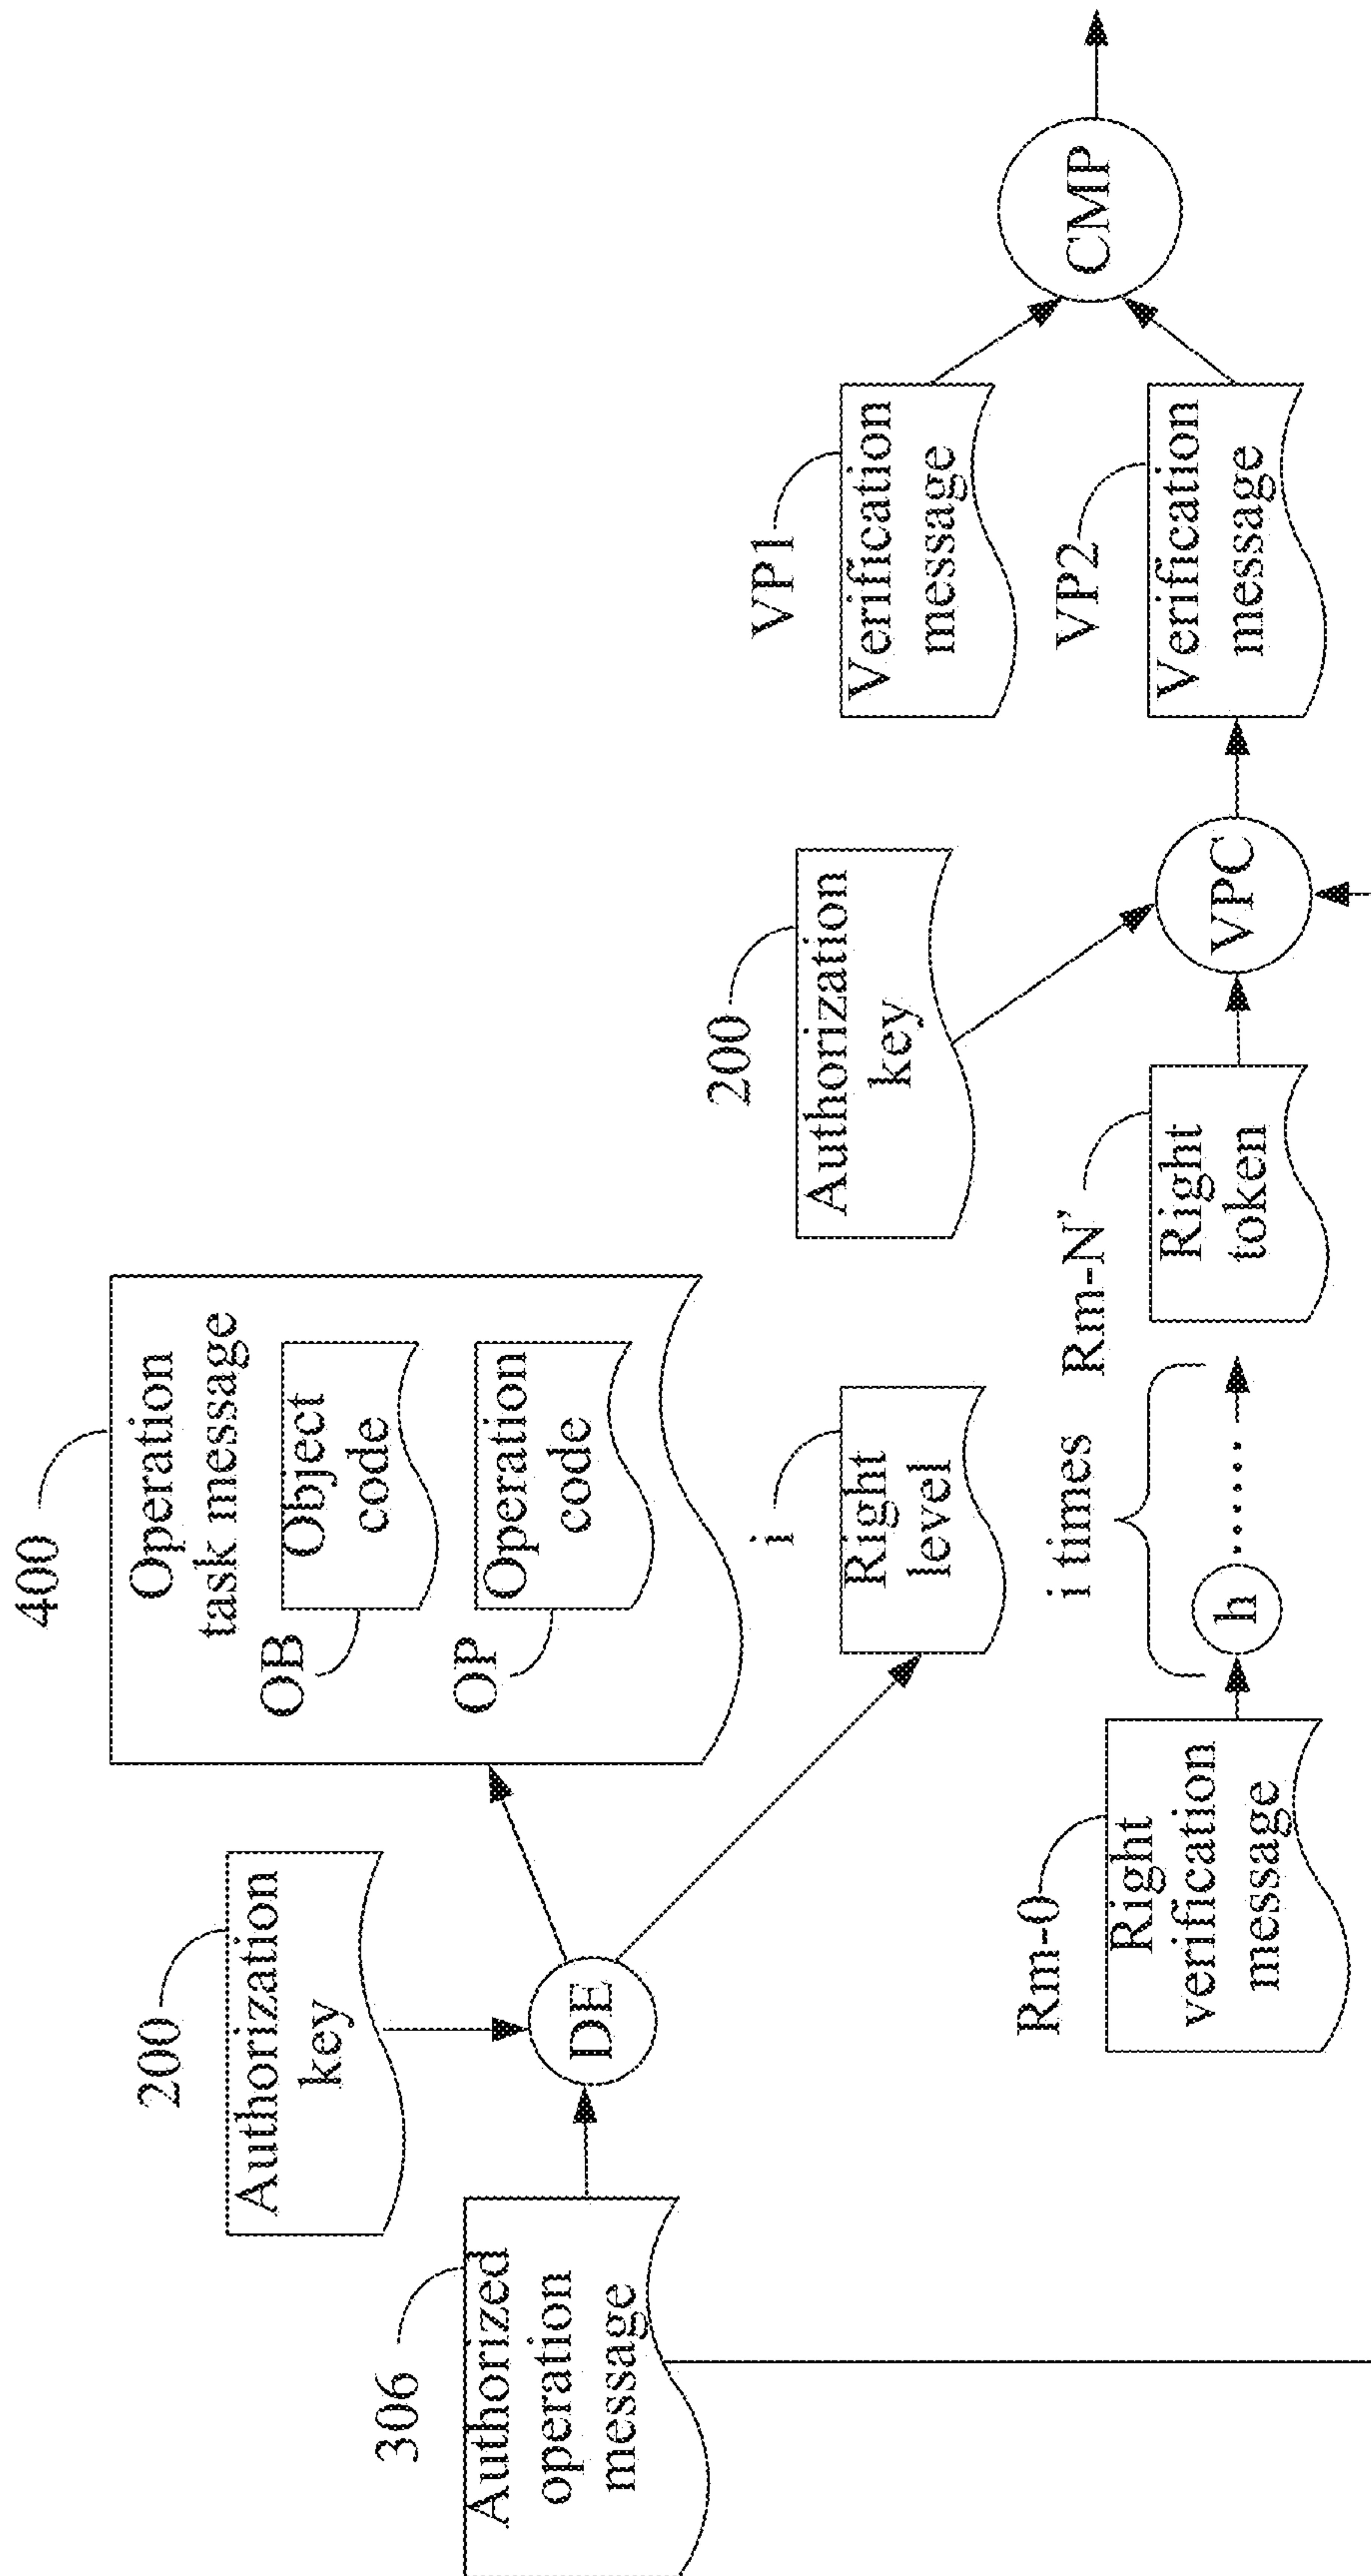 400
Operation
task message
OB
Object
code
OP
Operation
code
200
Authorization
key
306
Authorized
operation
message
DE
i
Right
level
200
Authorization
key
VP1
Verification
message
CMP
Rm-0
Right
verification
message
h
i times
......
Rm-N'
Right
token
VPC
VP2
Verification
message